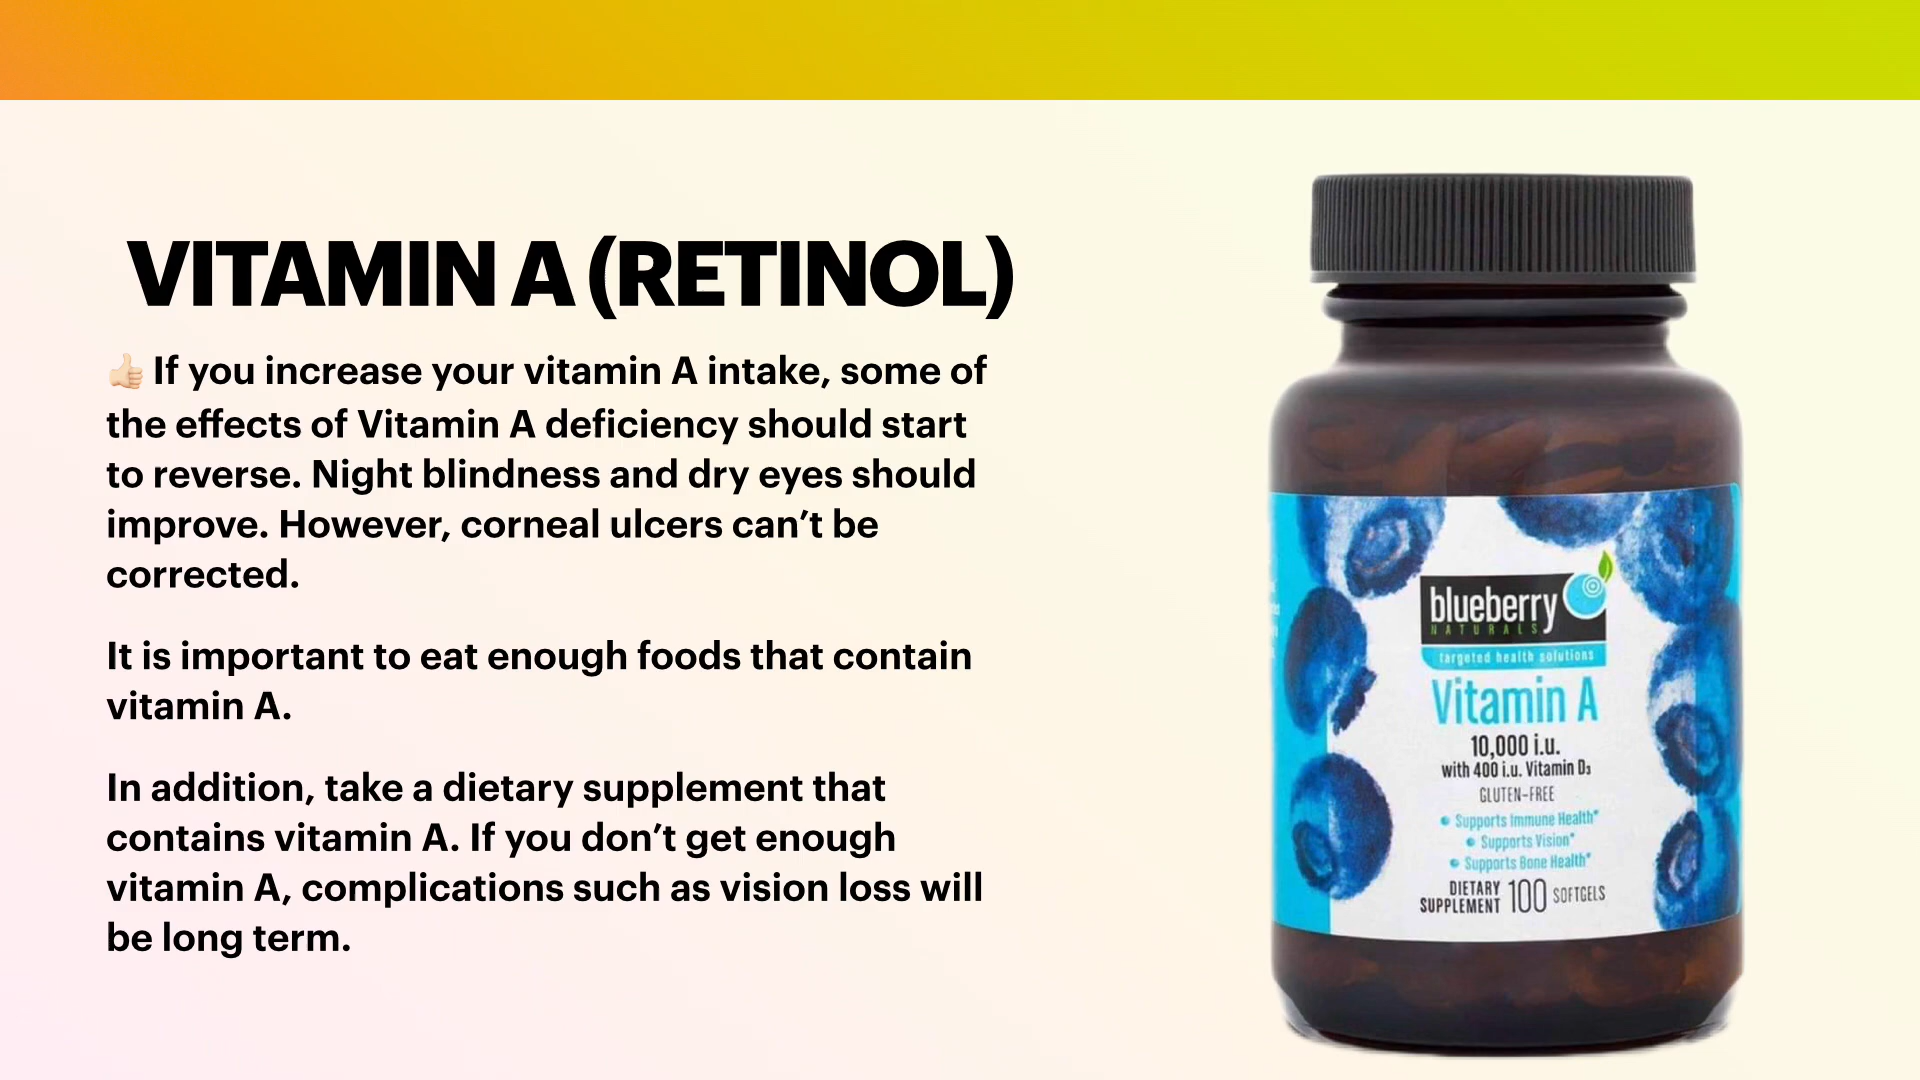 VITAMIN A (RETINOL)
👍🏻 If you increase your vitamin A intake, some of
the effects of Vitamin A deficiency should start
to reverse. Night blindness and dry eyes should
improve. However, corneal ulcers can’t be
corrected.
It is important to eat enough foods that contain
vitamin A.
In addition, take a dietary supplement that
contains vitamin A. If you don’t get enough
vitamin A, complications such as vision loss will
be long term.
blueberry
NATURALS
targeted health solutions
Vitamin A
10,000 i.u.
with 400 i.u. Vitamin D₃
GLUTEN-FREE
• Supports Immune Health*
• Supports Vision*
• Supports Bone Health*
DIETARY
SUPPLEMENT 100 SOFTGELS